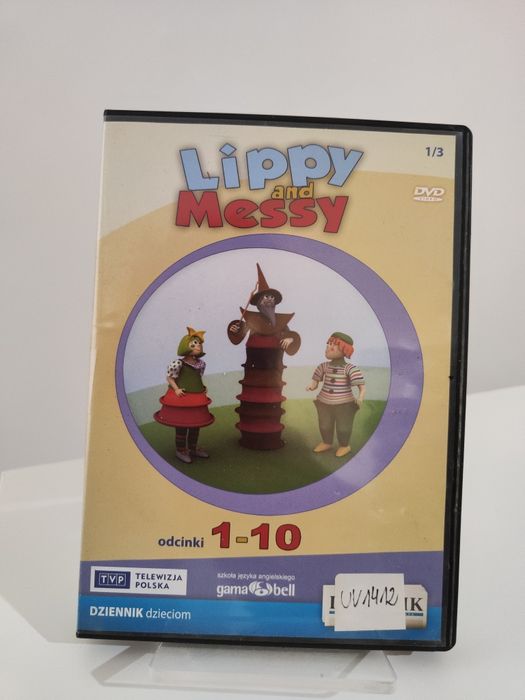 1/3
Lippy
and
Messy
DVD
VIDEO
odcinki 1-10
TVP TELEWIZJA
POLSKA
szkoła języka angielskiego
gama bell
UV1412
DZIENNIK dzieciom